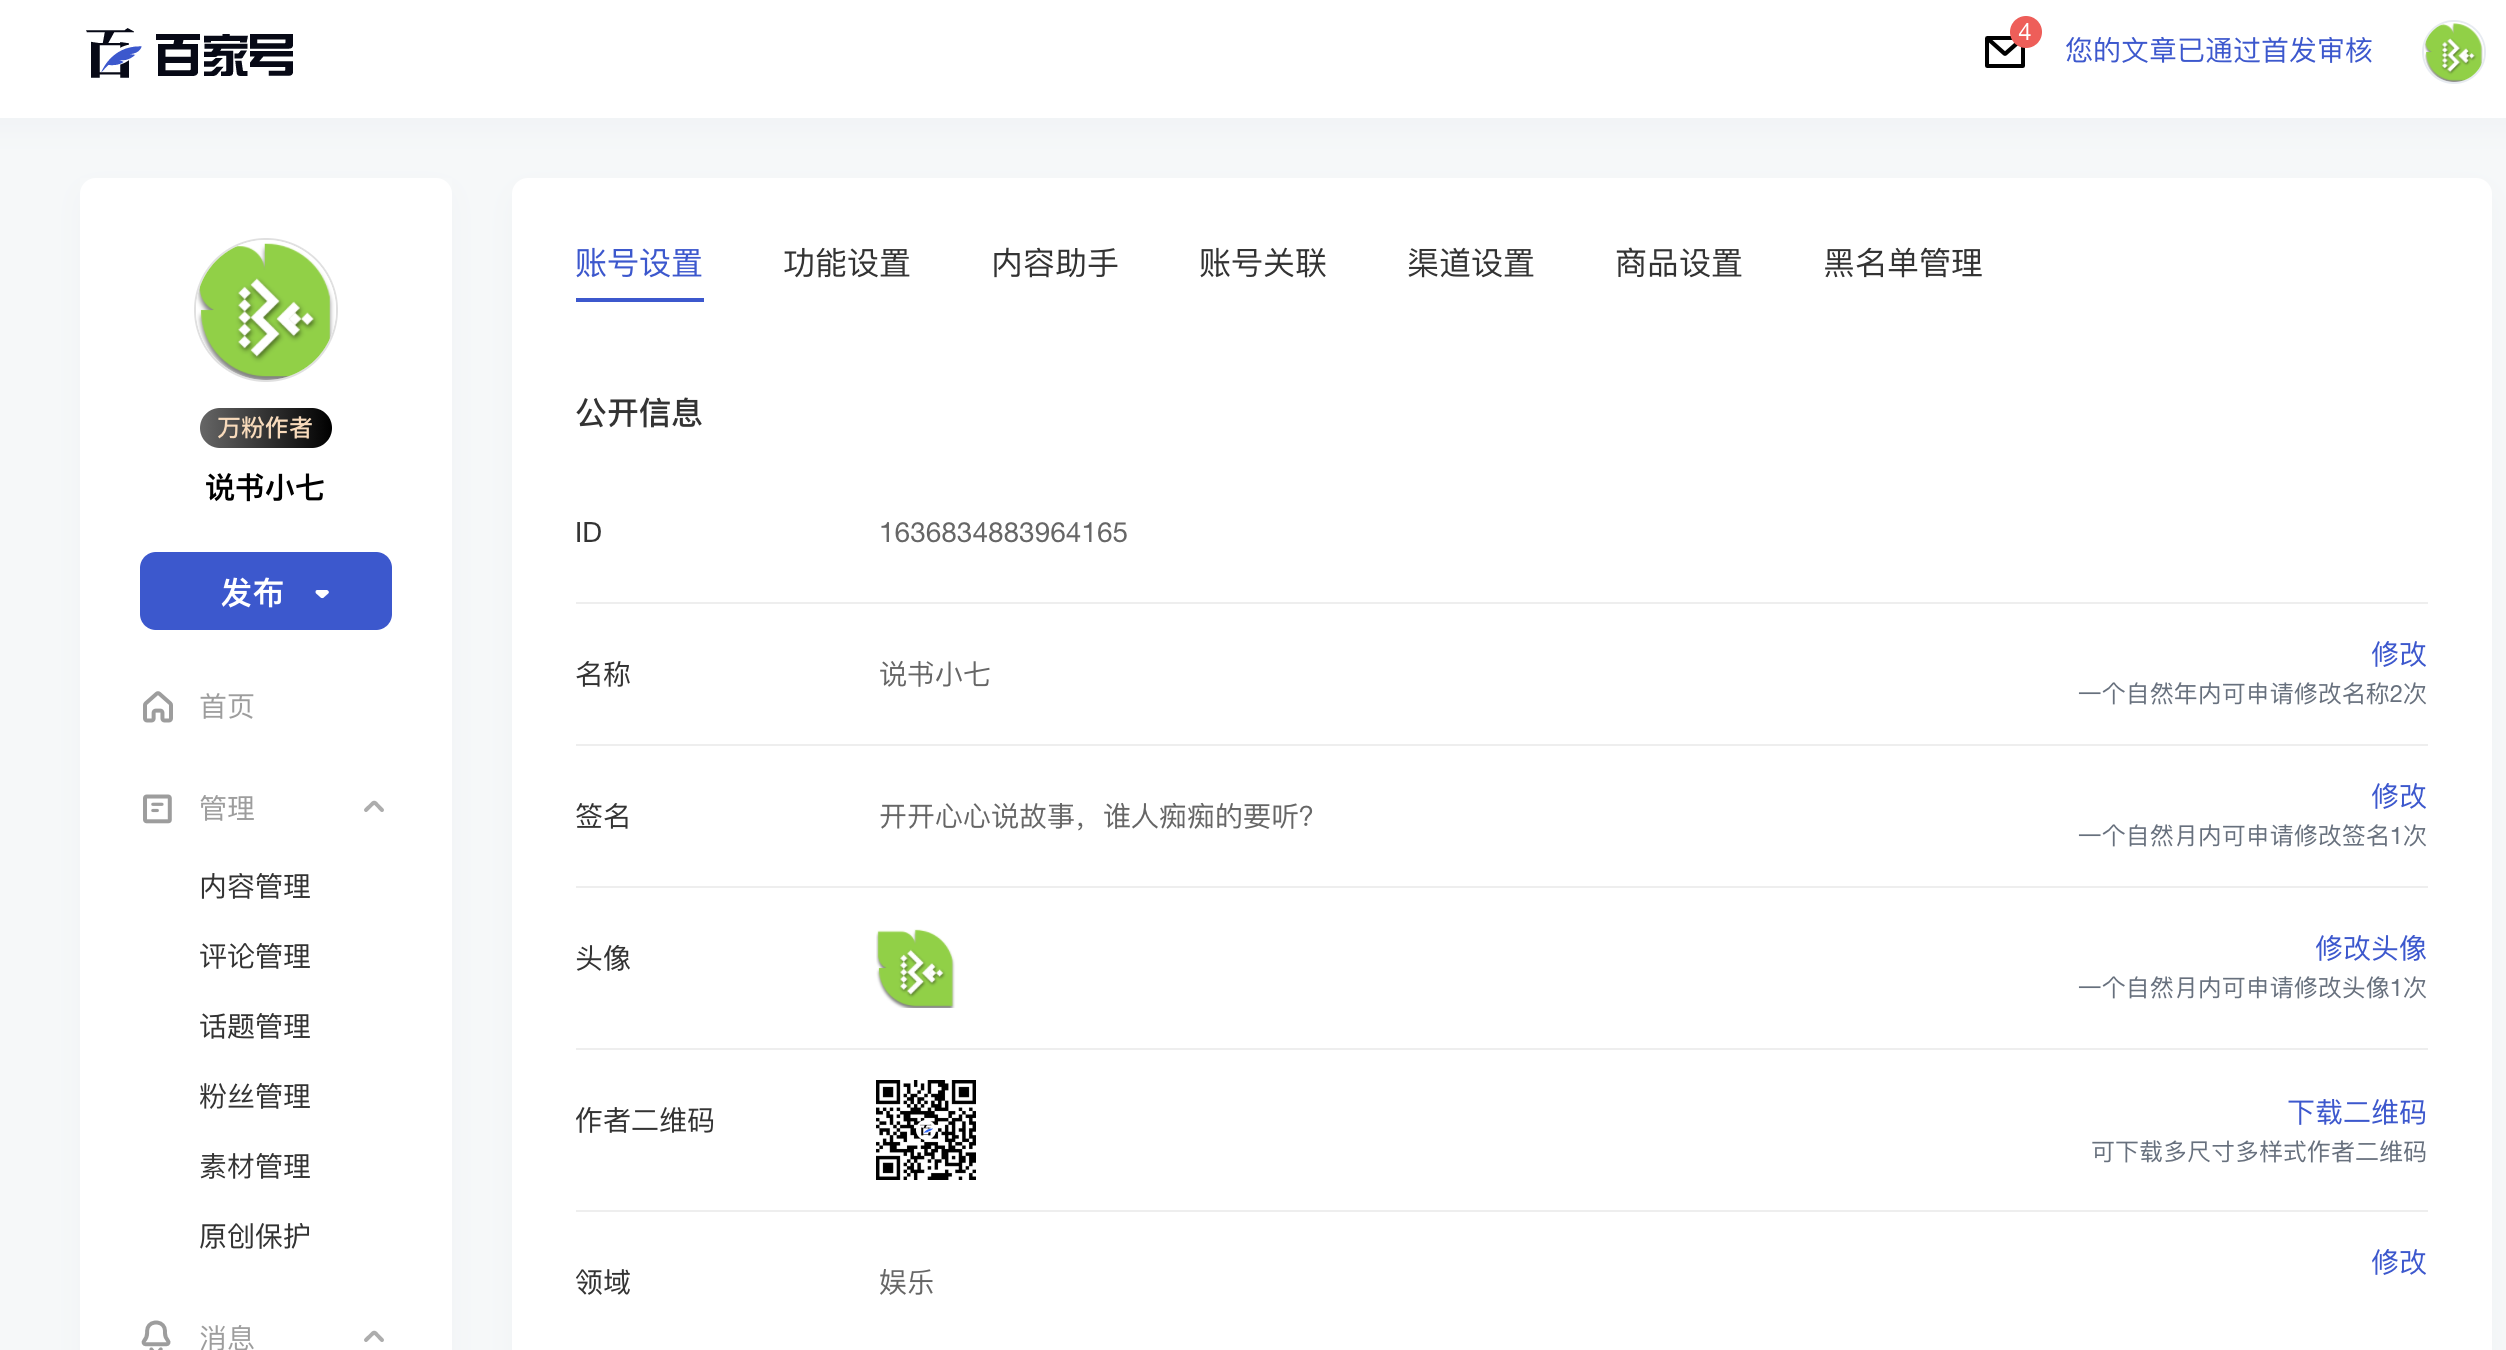 百家号
4
您的文章已通过首发审核
万粉作者
说书小七
发布
首页
管理
内容管理
评论管理
话题管理
粉丝管理
素材管理
原创保护
消息
账号设置 功能设置 内容助手 账号关联 渠道设置 商品设置 黑名单管理
公开信息
ID 1636834883964165
名称 说书小七 修改
一个自然年内可申请修改名称2次
签名 开开心心说故事，谁人痴痴的要听? 修改
一个自然月内可申请修改签名1次
头像 修改头像
一个自然月内可申请修改头像1次
作者二维码 下载二维码
可下载多尺寸多样式作者二维码
领域 娱乐 修改